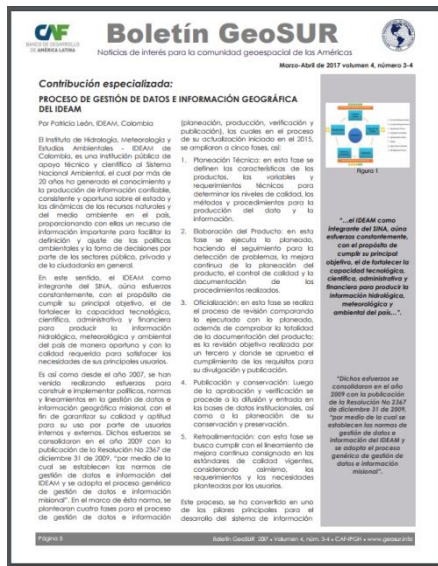 CAF
BANCO DE DESARROLLO
DE AMÉRICA LATINA
Boletín GeoSUR
Noticias de interés para la comunidad geoespacial de las Américas
Marzo-Abril de 2017 volumen 4, número 3-4
Contribución especializada:
PROCESO DE GESTIÓN DE DATOS E INFORMACIÓN GEOGRÁFICA
DEL IDEAM
Por Patricia León, IDEAM, Colombia
El Instituto de Hidrología, Meteorología y
Estudios Ambientales - IDEAM de
Colombia, es una institución pública de
apoyo técnico y científico al Sistema
Nacional Ambiental, el cual por más de
20 años ha generado el conocimiento y
la producción de información confiable,
consistente y oportuna sobre el estado y
las dinámicas de los recursos naturales y
del medio ambiente en el país,
proporcionando con ellos un recurso de
información importante para facilitar la
definición y ajuste de las políticas
ambientales y la toma de decisiones por
parte de los sectores público, privado y
de la ciudadanía en general.
En este sentido, el IDEAM como
integrante del SINA, aúna esfuerzos
constantemente, con el propósito de
cumplir su principal objetivo, el de
fortalecer la capacidad tecnológica,
científica, administrativa y financiera
para producir la información
hidrológica, meteorológica y ambiental
del país de manera oportuna y con la
calidad requerida para satisfacer las
necesidades de sus principales usuarios.
Es así como desde el año 2007, se han
venido realizando esfuerzos para
construir e implementar políticas, normas
y lineamientos en la gestión de datos e
información geográfica misional, con el
fin de garantizar su calidad y aptitud
para su uso por parte de usuarios
internos y externos. Dichos esfuerzos se
consolidaron en el año 2009 con la
publicación de la Resolución No 2367 de
diciembre 31 de 2009, "por medio de la
cual se establecen las normas de
gestión de datos e información del
IDEAM y se adopta el proceso genérico
de gestión de datos e información
misional". En el marco de ésta norma, se
plantearon cuatro fases para el proceso
de gestión de datos e información
(planeación, producción, verificación y
publicación), las cuales en el proceso
de su actualización iniciado en el 2015,
se ampliaron a cinco fases, así:
1. Planeación Técnica: en esta fase se
definen las características de los
productos, las variables y
requerimientos técnicos para
determinar los niveles de calidad, los
métodos y procedimientos para la
producción del dato y la
información.
2. Elaboración del Producto: en esta
fase se ejecuta lo planeado,
haciendo el seguimiento para la
detección de problemas, la mejora
continua de la planeación del
producto, el control de calidad y la
documentación de los
procedimientos realizados.
3. Oficialización: en esta fase se realiza
el proceso de revisión comparando
lo ejecutado con lo planeado,
además de comprobar la totalidad
de la documentación del producto;
es la revisión objetiva realizada por
un tercero y donde se aprueba el
cumplimiento de los requisitos para
su divulgación y publicación.
4. Publicación y conservación: Luego
de la aprobación y verificación se
procede a la difusión y entrada en
las bases de datos institucionales, así
como a la planeación de su
conservación y preservación.
5. Retroalimentación: con esta fase se
busca cumplir con el lineamiento de
mejora continua consignado en los
estándares de calidad vigentes,
considerando asimismo, los
requerimientos y las necesidades
planteadas por los usuarios.
Este proceso, se ha convertido en uno
de los pilares principales para el
desarrollo del sistema de información
Figura 1
"…el IDEAM como
integrante del SINA, aúna
esfuerzos constantemente,
con el propósito de
cumplir su principal
objetivo, el de fortalecer la
capacidad tecnológica,
científica, administrativa y
financiera para producir la
información hidrológica,
meteorológica y
ambiental del país…".
"Dichos esfuerzos se
consolidaron en el año
2009 con la publicación
de la Resolución No 2367
de diciembre 31 de 2009,
"por medio de la cual se
establecen las normas de
gestión de datos e
información del IDEAM y
se adopta el proceso
genérico de gestión de
datos e información
misional".
Página 5
Boletín GeoSUR 2017 • Volumen 4, núm. 3-4 • CAF-IPGH • www.geosur.info